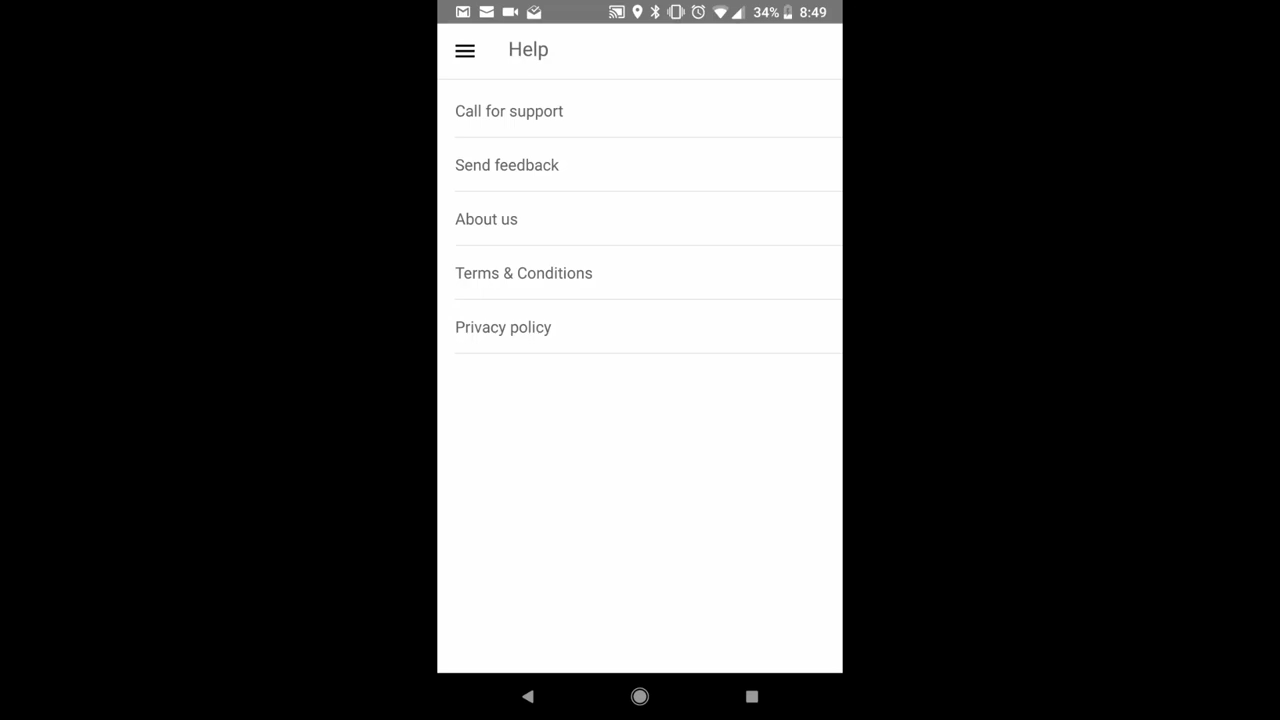 34% 8:49
Help
Call for support
Send feedback
About us
Terms & Conditions
Privacy policy